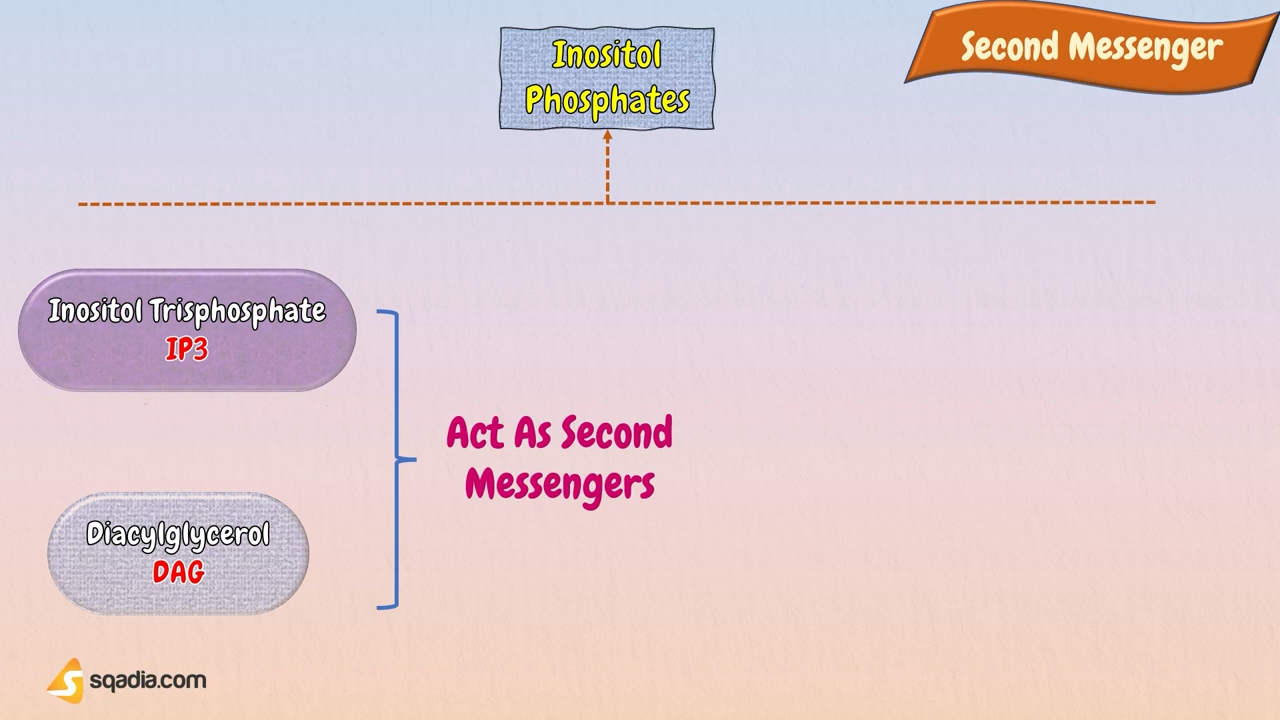 Second Messenger
Inositol
Phosphates
Inositol Trisphosphate
IP3
Act As Second
Messengers
Diacylglycerol
DAG
sqadia.com